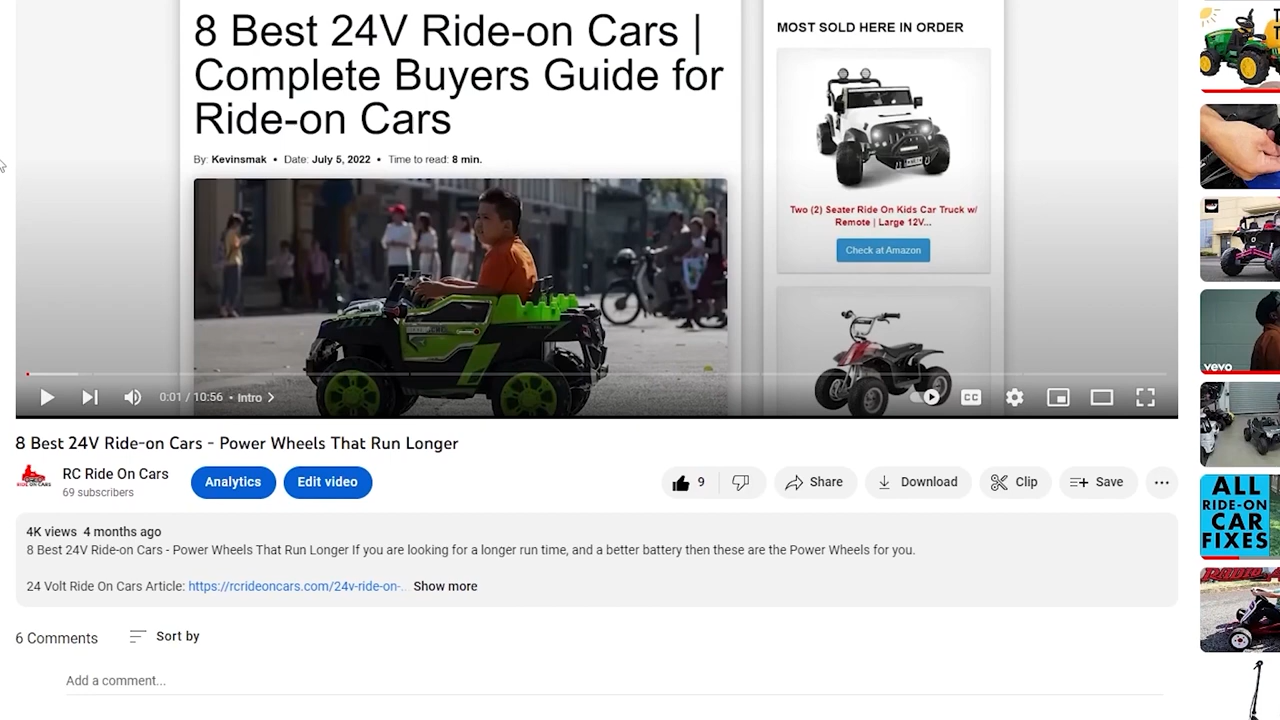 8 Best 24V Ride-on Cars |
Complete Buyers Guide for
Ride-on Cars
By: Kevinsmak • Date: July 5, 2022 • Time to read: 8 min.
MOST SOLD HERE IN ORDER
Two (2) Seater Ride On Kids Car Truck w/
Remote | Large 12V...
Check at Amazon
0:01 / 10:56 • Intro
CC
8 Best 24V Ride-on Cars - Power Wheels That Run Longer
RC Ride On Cars
69 subscribers
Analytics
Edit video
9
Share
Download
Clip
Save
4K views 4 months ago
8 Best 24V Ride-on Cars - Power Wheels That Run Longer If you are looking for a longer run time, and a better battery then these are the Power Wheels for you.
24 Volt Ride On Cars Article: https://rcrideoncars.com/24v-ride-on-... Show more
6 Comments
Sort by
Add a comment...
vevo
ALL
RIDE-ON
CAR
FIXES